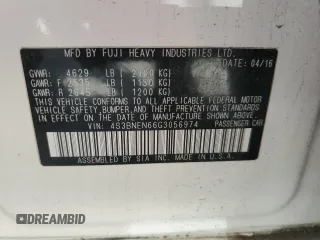 MFD. BY FUJI HEAVY INDUSTRIES LTD.
DATE: 04/16
GVWR: 4629 LB ( 2100 KG)
GAWR: F 2535 LB ( 1150 KG)
GAWR: R 2645 LB ( 1200 KG)
THIS VEHICLE CONFORMS TO ALL APPLICABLE FEDERAL MOTOR
VEHICLE SAFETY, BUMPER, AND THEFT PREVENTION STANDARDS
IN EFFECT ON THE DATE OF MANUFACTURE SHOWN ABOVE.
VIN: 4S3BNEN66G3056974 PASSENGER CAR
ASSEMBLED BY SIA INC. MADE IN U.S.A.
DREAMBID